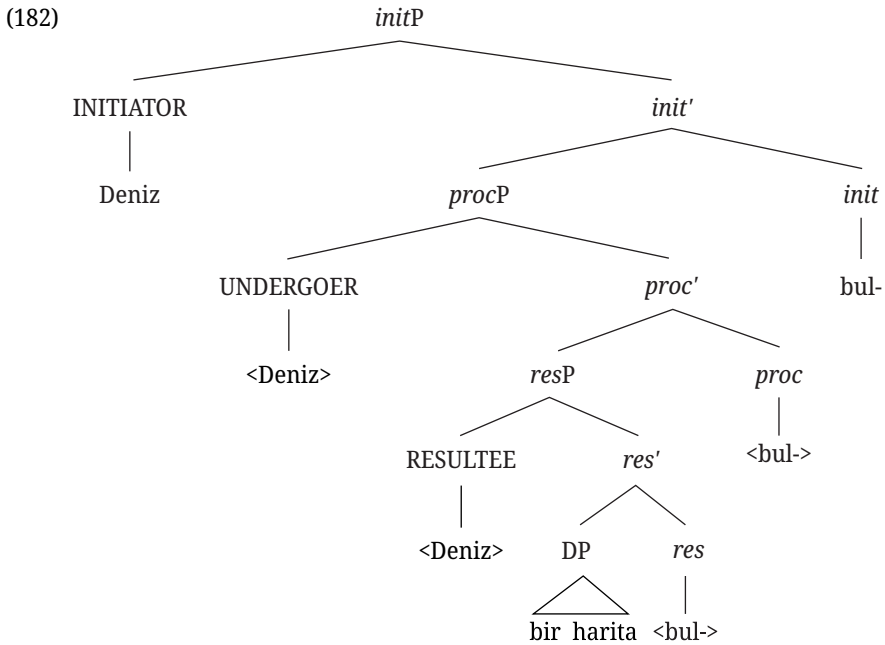 (182) initP
INITIATOR init'
Deniz procP init
UNDERGOER proc' bul-
<Deniz> resP proc
RESULTEE res' <bul->
<Deniz> DP res
bir harita <bul->